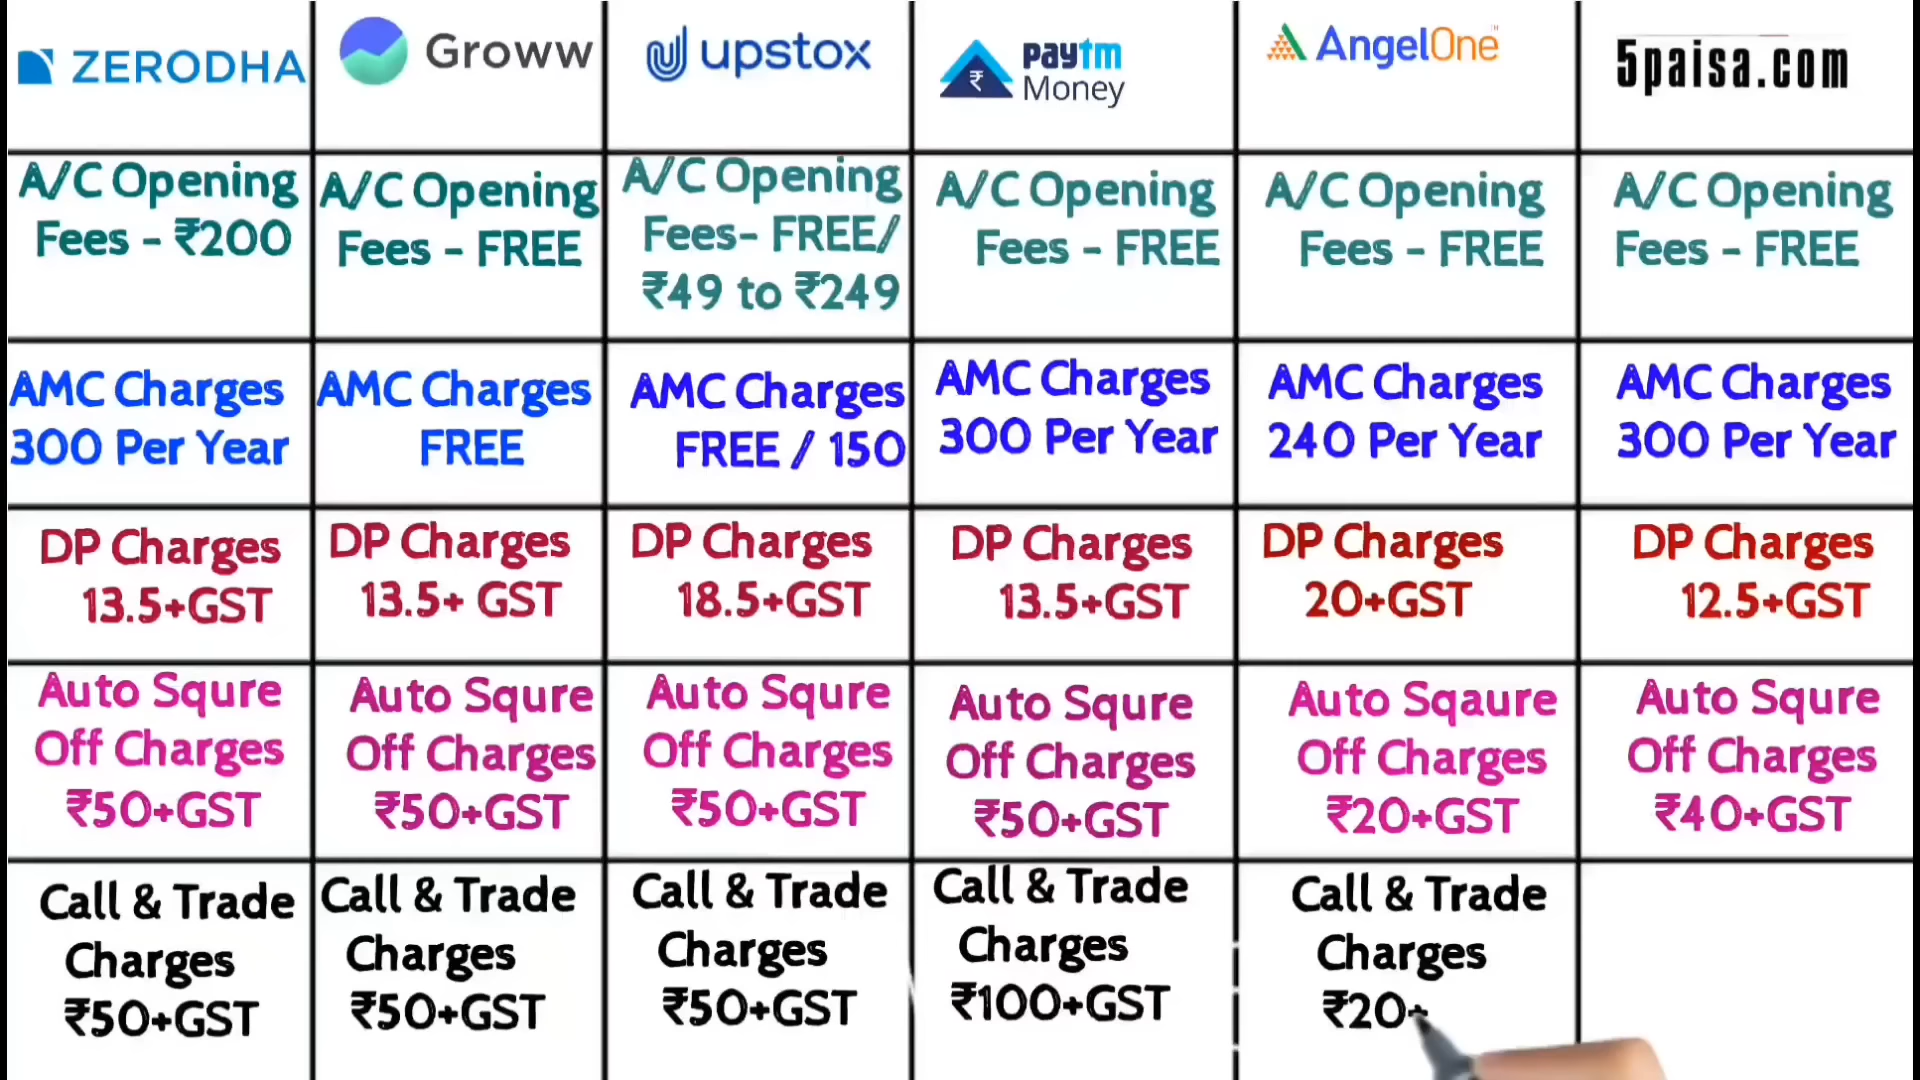 ZERODHA
Groww
upstox
paytm
Money
AngelOne
5paisa.com
A/C Opening
Fees - ₹200
A/C Opening
Fees - FREE
A/C Opening
Fees- FREE/
₹49 to ₹249
A/C Opening
Fees - FREE
A/C Opening
Fees - FREE
A/C Opening
Fees - FREE
AMC Charges
300 Per Year
AMC Charges
FREE
AMC Charges
FREE / 150
AMC Charges
300 Per Year
AMC Charges
240 Per Year
AMC Charges
300 Per Year
DP Charges
13.5+GST
DP Charges
13.5+ GST
DP Charges
18.5+GST
DP Charges
13.5+GST
DP Charges
20+GST
DP Charges
12.5+GST
Auto Squre
Off Charges
₹50+GST
Auto Squre
Off Charges
₹50+GST
Auto Squre
Off Charges
₹50+GST
Auto Squre
Off Charges
₹50+GST
Auto Sqaure
Off Charges
₹20+GST
Auto Squre
Off Charges
₹40+GST
Call & Trade
Charges
₹50+GST
Call & Trade
Charges
₹50+GST
Call & Trade
Charges
₹50+GST
Call & Trade
Charges
₹100+GST
Call & Trade
Charges
₹20+